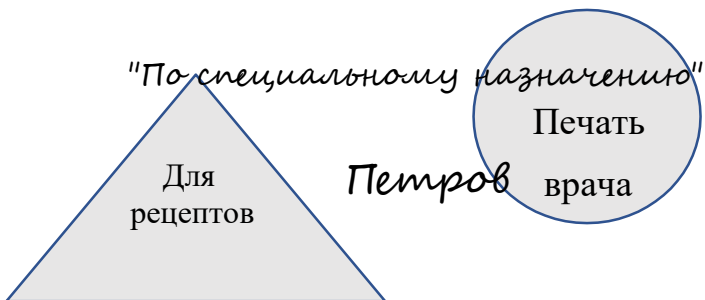 "По специальному назначению"
Печать
врача
Петров
Для
рецептов